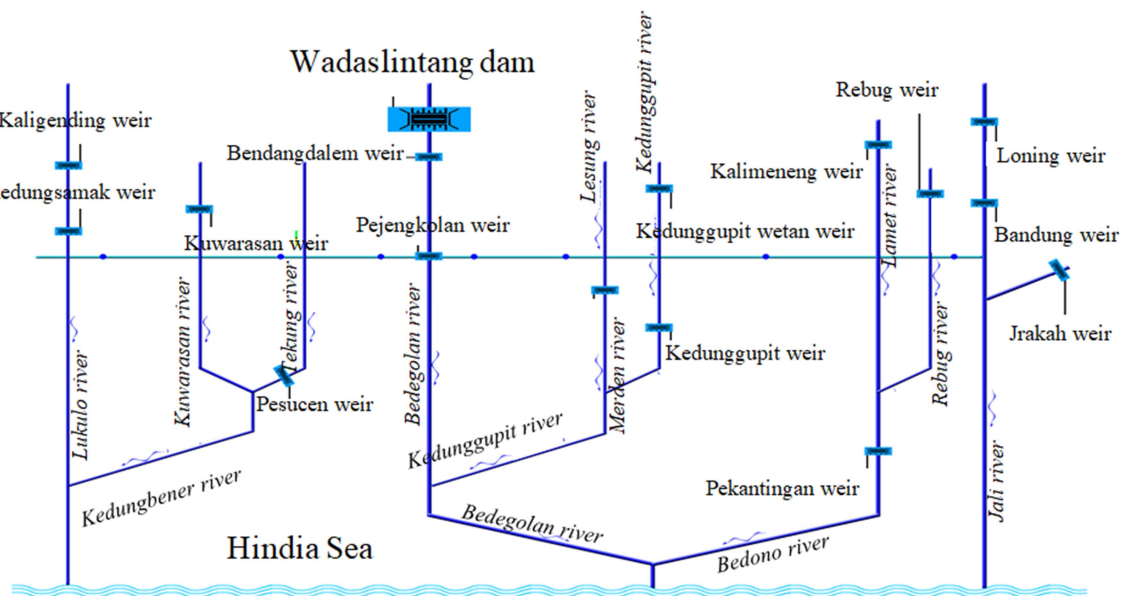 Wadaslintang dam
Kedunggupit river
Rebug weir
Kaligending weir
Lesung river
Bendangdalem weir
Loning weir
Kalimeneng weir
edungsamak weir
Lamet river
Pejengkolan weir
Kedunggupit wetan weir
Bandung weir
Kuwarasan weir
Tekung river
Kuwarasan river
Bedegolan river
Merden river
Rebug river
Jrakah weir
Kedunggupit weir
Lukulo river
Pesucen weir
Kedunggupit river
Jali river
Pekantingan weir
Kedungbener river
Bedegolan river
Bedono river
Hindia Sea